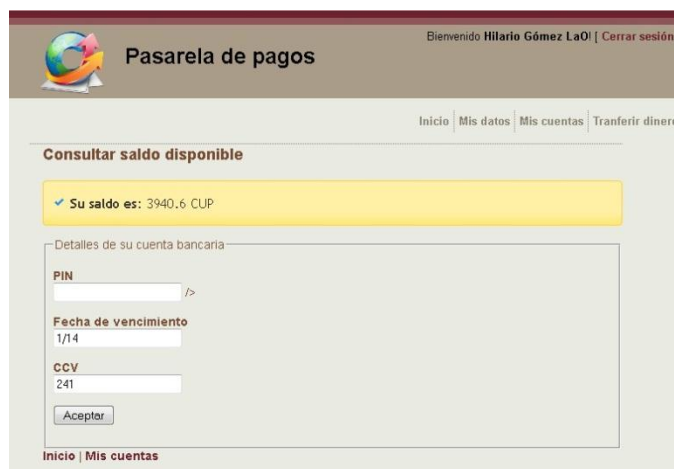 Bienvenido Hilario Gómez LaO! [ Cerrar sesión
Pasarela de pagos
Inicio Mis datos Mis cuentas Tranferir dinero
Consultar saldo disponible
Su saldo es: 3940.6 CUP
Detalles de su cuenta bancaria
PIN
/>
Fecha de vencimiento
1/14
CCV
241
Aceptar
Inicio | Mis cuentas